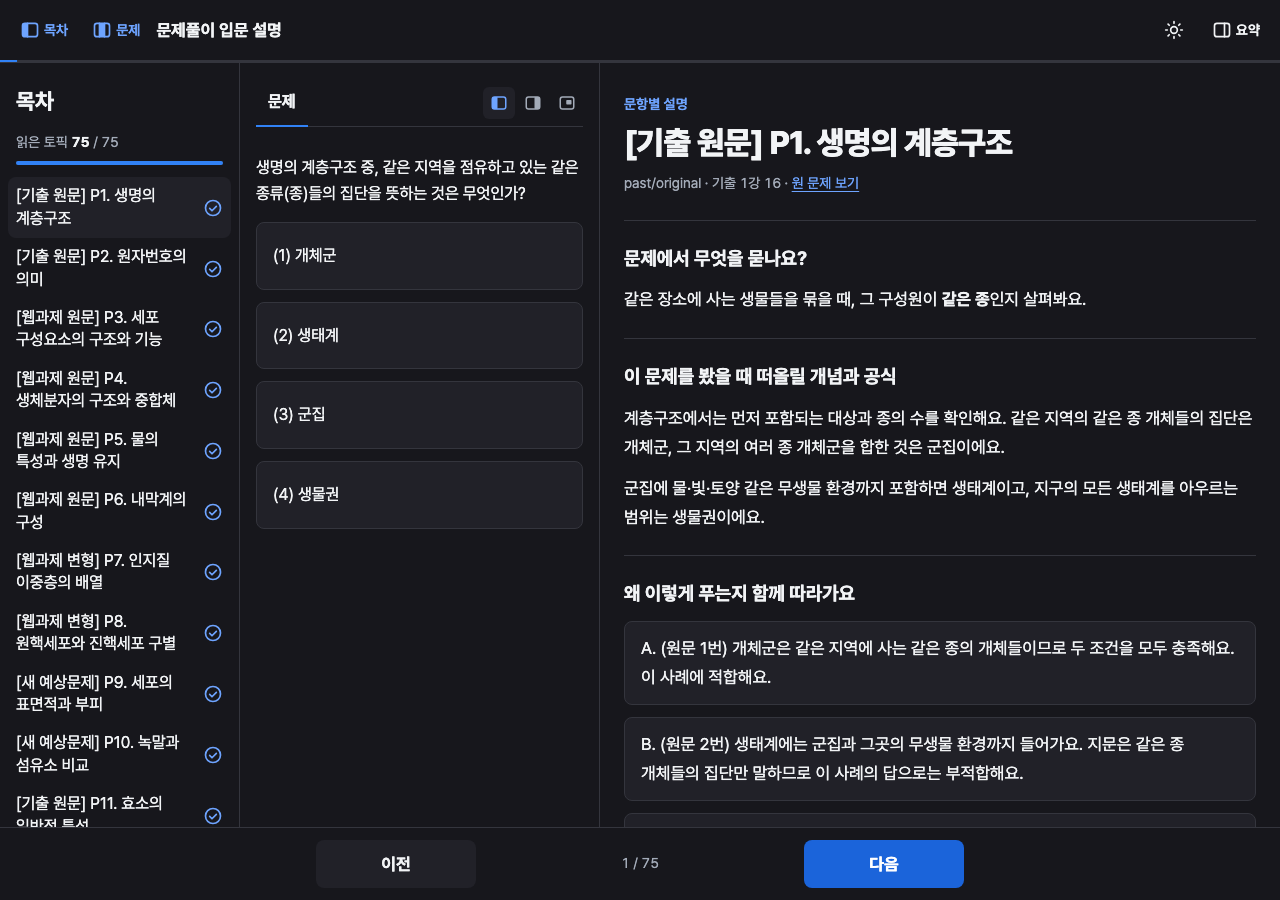 목차
문제
문제풀이 입문 설명
요약
목차
읽은 토픽 75 / 75
[기출 원문] P1. 생명의
계층구조
[기출 원문] P2. 원자번호의
의미
[웹과제 원문] P3. 세포
구성요소의 구조와 기능
[웹과제 원문] P4.
생체분자의 구조와 중합체
[웹과제 원문] P5. 물의
특성과 생명 유지
[웹과제 원문] P6. 내막계의
구성
[웹과제 변형] P7. 인지질
이중층의 배열
[웹과제 변형] P8.
원핵세포와 진핵세포 구별
[새 예상문제] P9. 세포의
표면적과 부피
[새 예상문제] P10. 녹말과
섬유소 비교
[기출 원문] P11. 효소의
일반적 특성
문제
생명의 계층구조 중, 같은 지역을 점유하고 있는 같은
종류(종)들의 집단을 뜻하는 것은 무엇인가?
(1) 개체군
(2) 생태계
(3) 군집
(4) 생물권
문항별 설명
[기출 원문] P1. 생명의 계층구조
past/original · 기출 1강 16 · 원 문제 보기
문제에서 무엇을 묻나요?
같은 장소에 사는 생물들을 묶을 때, 그 구성원이 같은 종인지 살펴봐요.
이 문제를 봤을 때 떠올릴 개념과 공식
계층구조에서는 먼저 포함되는 대상과 종의 수를 확인해요. 같은 지역의 같은 종 개체들의 집단은
개체군, 그 지역의 여러 종 개체군을 합한 것은 군집이에요.
군집에 물·빛·토양 같은 무생물 환경까지 포함하면 생태계이고, 지구의 모든 생태계를 아우르는
범위는 생물권이에요.
왜 이렇게 푸는지 함께 따라가요
A. (원문 1번) 개체군은 같은 지역에 사는 같은 종의 개체들이므로 두 조건을 모두 충족해요.
이 사례에 적합해요.
B. (원문 2번) 생태계에는 군집과 그곳의 무생물 환경까지 들어가요. 지문은 같은 종
개체들의 집단만 말하므로 이 사례의 답으로는 부적합해요.
이전
1 / 75
다음